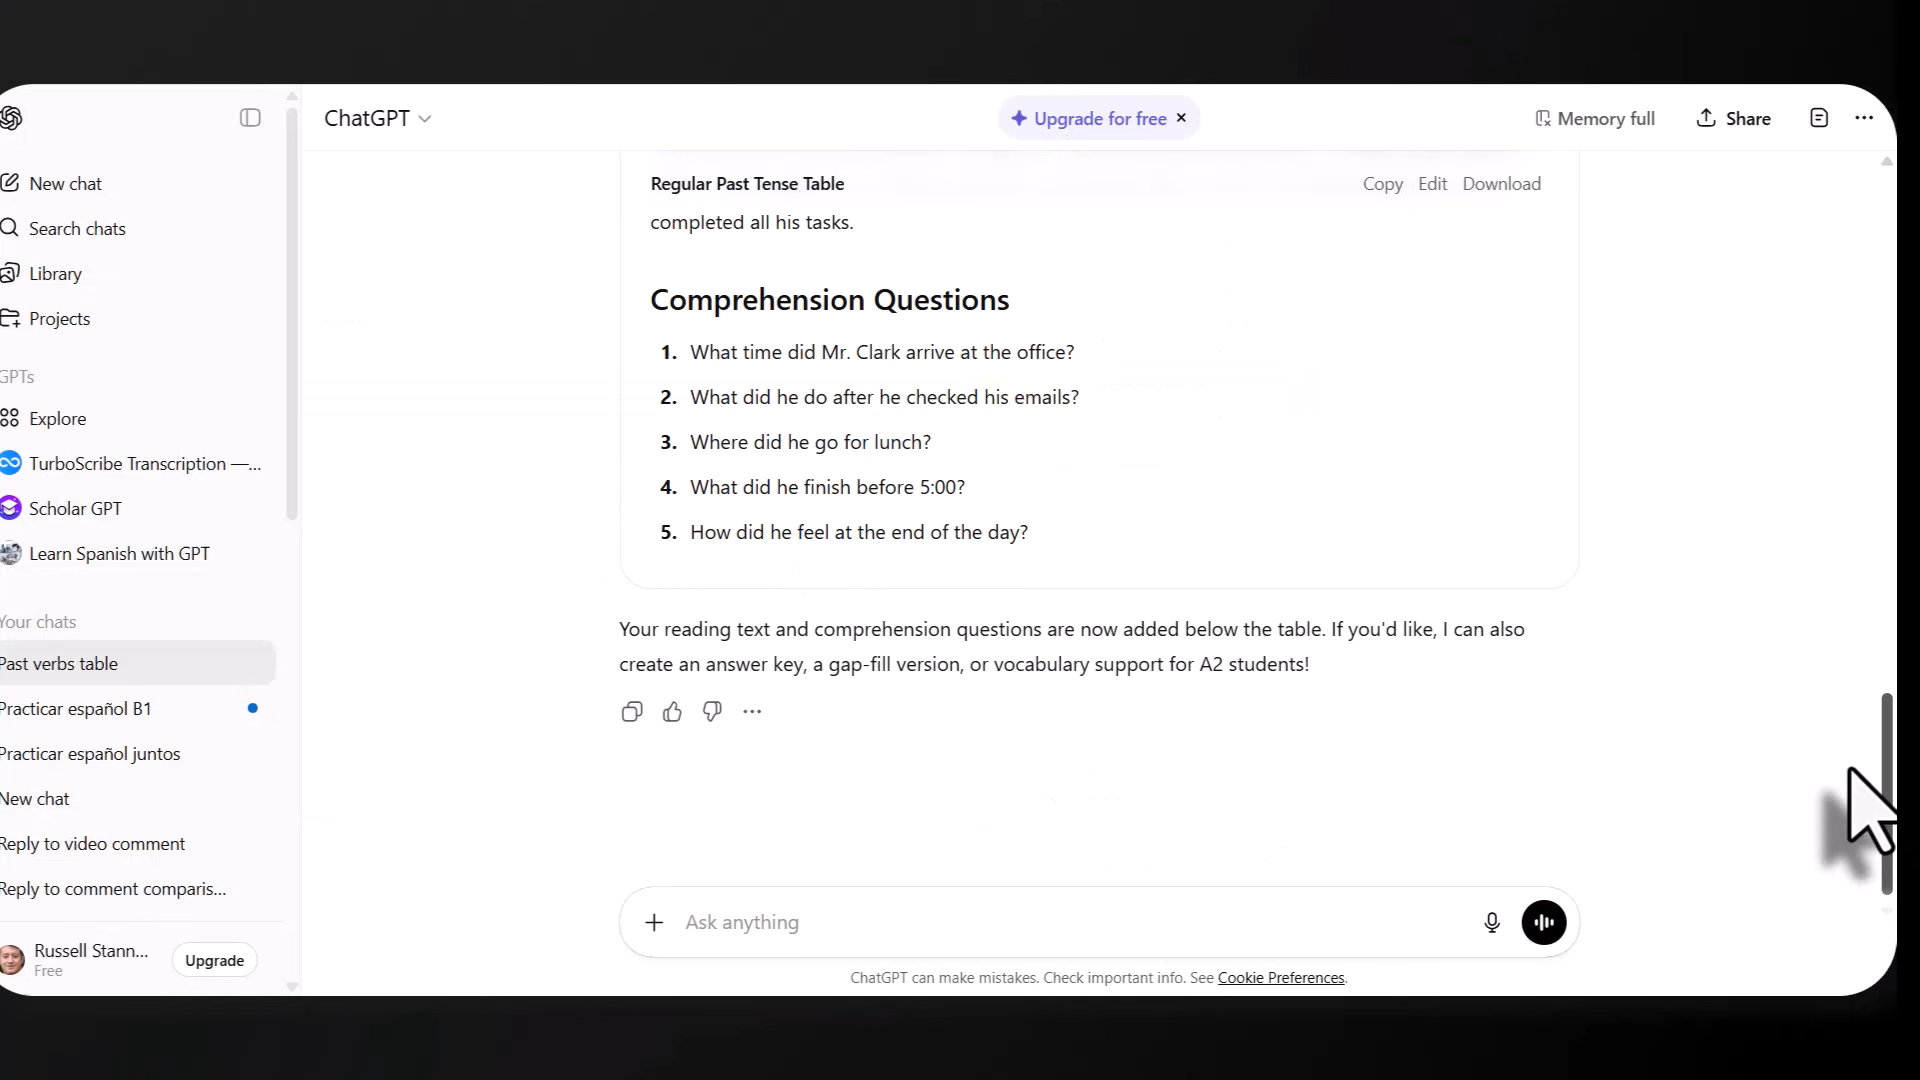 ChatGPT
Upgrade for free
Memory full
Share
New chat
Search chats
Library
Projects
GPTs
Explore
TurboScribe Transcription —...
Scholar GPT
Learn Spanish with GPT
Your chats
Past verbs table
Practicar español B1
Practicar español juntos
New chat
Reply to video comment
Reply to comment comparis...
Russell Stann...
Free
Upgrade
Regular Past Tense Table
Copy Edit Download
completed all his tasks.
Comprehension Questions
1. What time did Mr. Clark arrive at the office?
2. What did he do after he checked his emails?
3. Where did he go for lunch?
4. What did he finish before 5:00?
5. How did he feel at the end of the day?
Your reading text and comprehension questions are now added below the table. If you'd like, I can also
create an answer key, a gap-fill version, or vocabulary support for A2 students!
Ask anything
ChatGPT can make mistakes. Check important info. See Cookie Preferences.